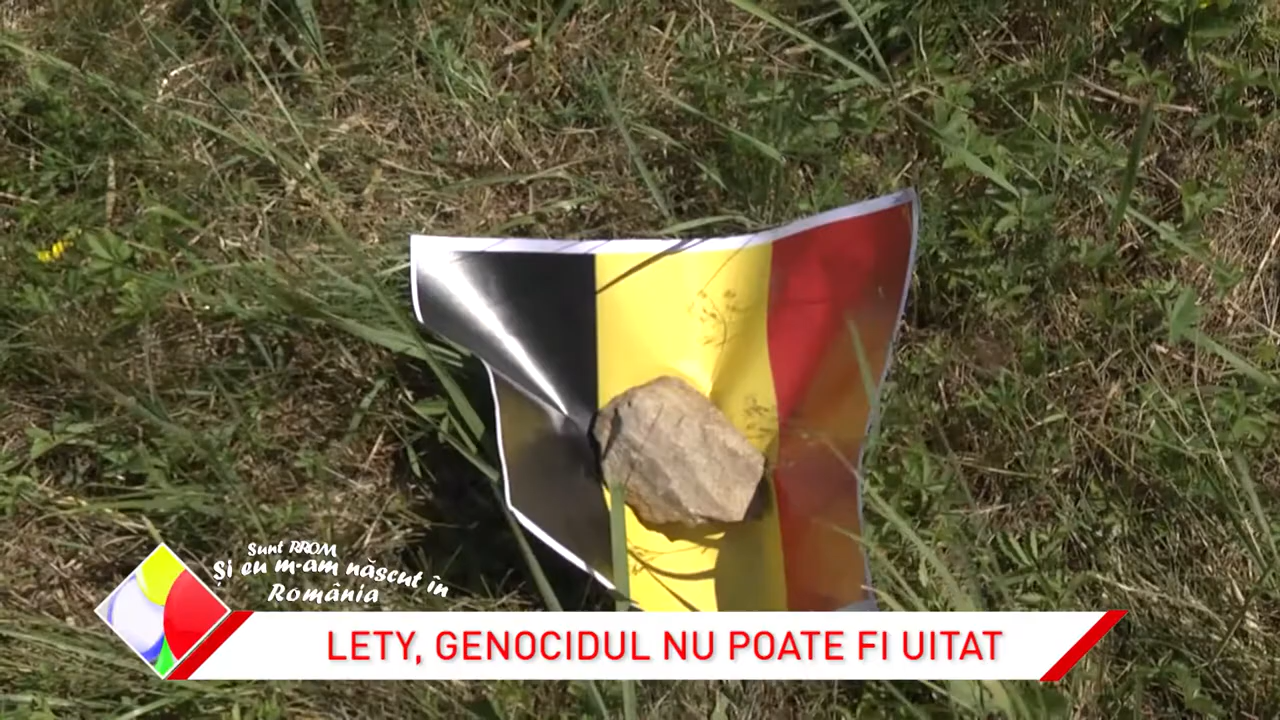 Sunt RROM
Și eu m-am născut în
România
LETY, GENOCIDUL NU POATE FI UITAT